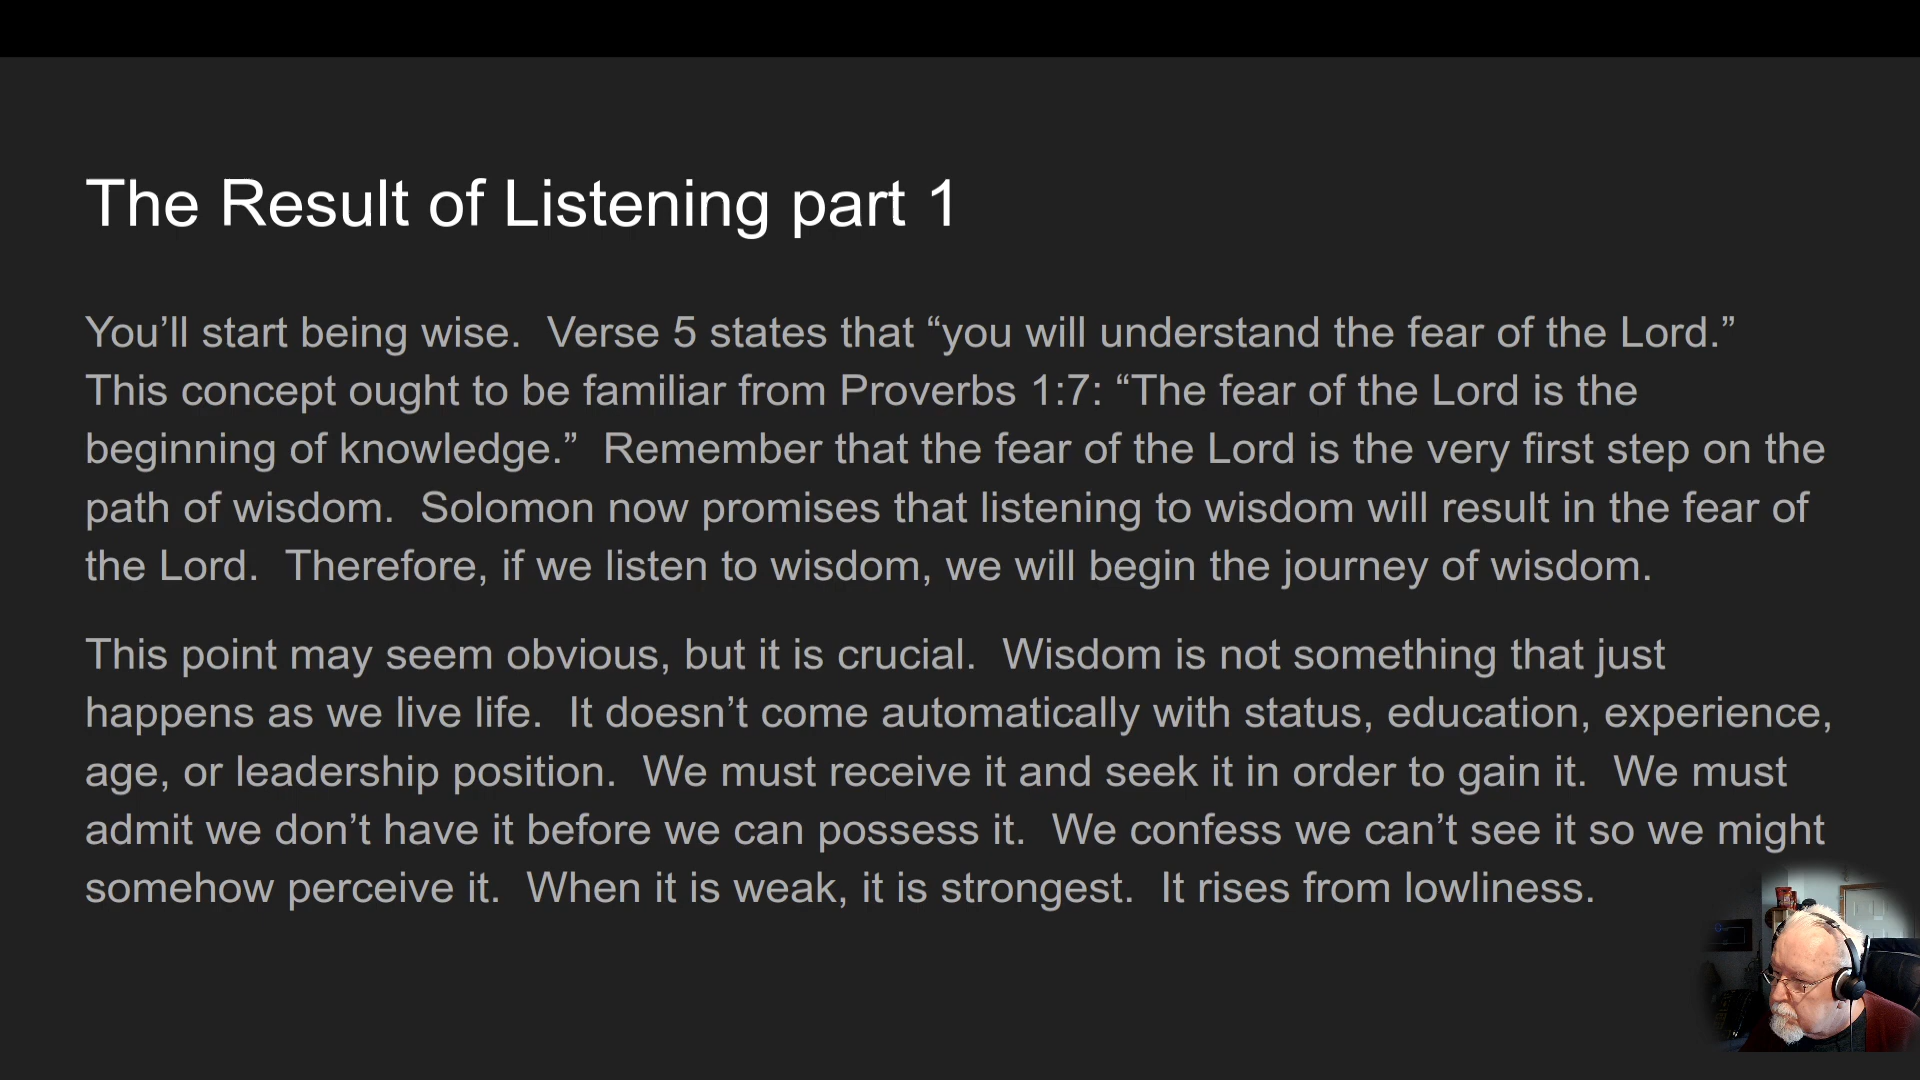 The Result of Listening part 1
You’ll start being wise.  Verse 5 states that “you will understand the fear of the Lord.”
This concept ought to be familiar from Proverbs 1:7: “The fear of the Lord is the
beginning of knowledge.”  Remember that the fear of the Lord is the very first step on the
path of wisdom.  Solomon now promises that listening to wisdom will result in the fear of
the Lord.  Therefore, if we listen to wisdom, we will begin the journey of wisdom.
This point may seem obvious, but it is crucial.  Wisdom is not something that just
happens as we live life.  It doesn’t come automatically with status, education, experience,
age, or leadership position.  We must receive it and seek it in order to gain it.  We must
admit we don’t have it before we can possess it.  We confess we can’t see it so we might
somehow perceive it.  When it is weak, it is strongest.  It rises from lowliness.